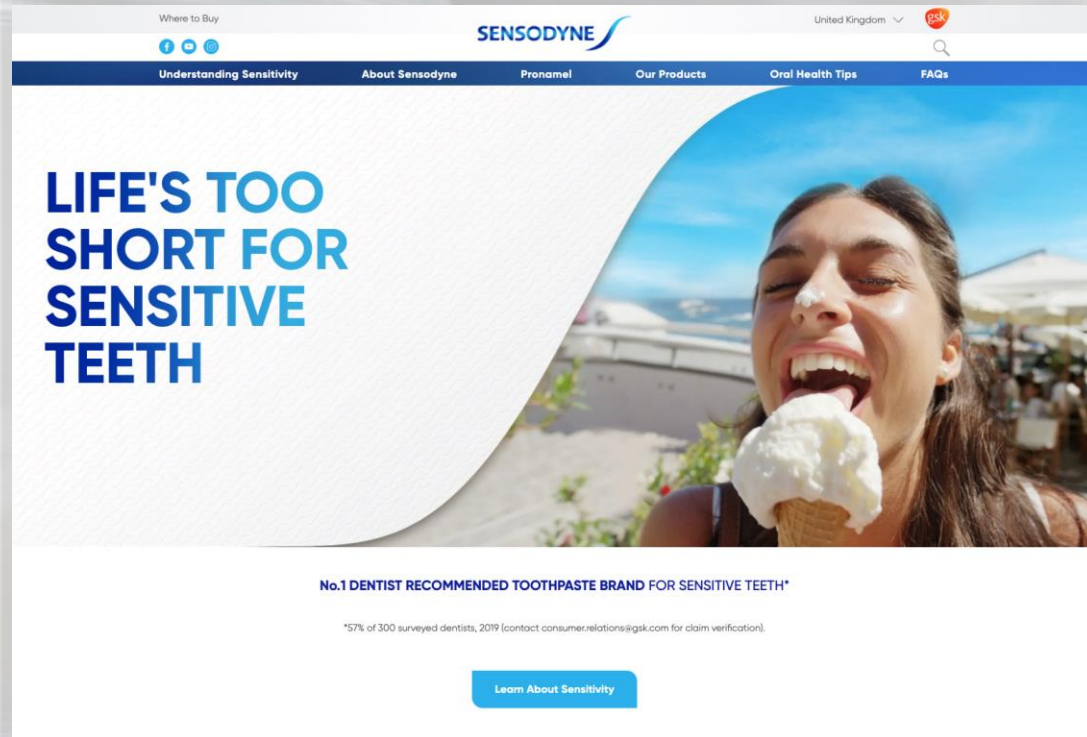 Where to Buy
United Kingdom
gsk
SENSODYNE
Understanding Sensitivity About Sensodyne Pronamel Our Products Oral Health Tips FAQs
LIFE'S TOO
SHORT FOR
SENSITIVE
TEETH
No.1 DENTIST RECOMMENDED TOOTHPASTE BRAND FOR SENSITIVE TEETH*
*57% of 300 surveyed dentists, 2019 (contact consumer.relations@gsk.com for claim verification).
Learn About Sensitivity